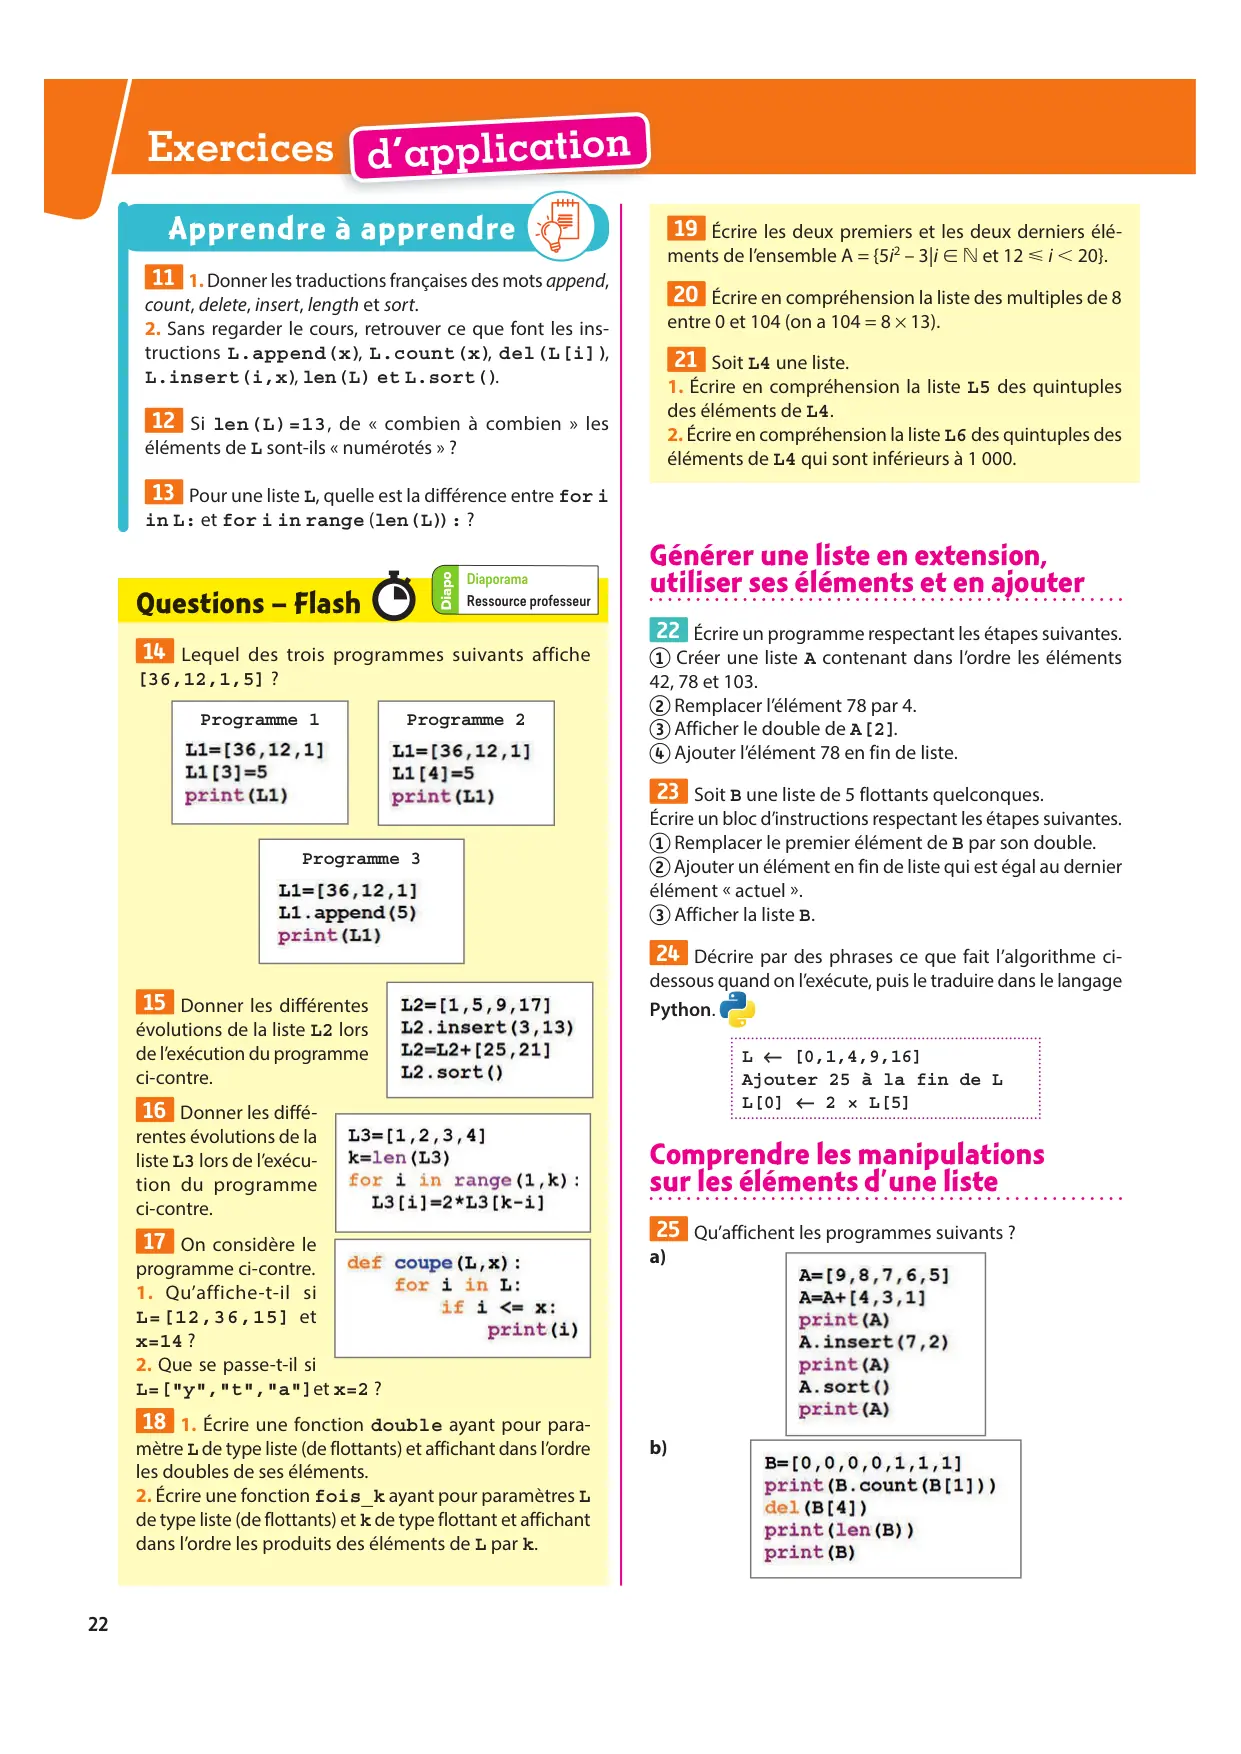 Exercices d'application
Apprendre à apprendre
11 1. Donner les traductions françaises des mots append,
count, delete, insert, length et sort.
2. Sans regarder le cours, retrouver ce que font les ins-
tructions L.append(x), L.count(x), del(L[i]),
L.insert(i,x), len(L) et L.sort().
12 Si len(L)=13, de « combien à combien » les
éléments de L sont-ils « numérotés » ?
13 Pour une liste L, quelle est la différence entre for i
in L: et for i in range(len(L)): ?
Questions – Flash
Diapo
Diaporama
Ressource professeur
14 Lequel des trois programmes suivants affiche
[36,12,1,5] ?
Programme 1
L1=[36,12,1]
L1[3]=5
print(L1)
Programme 2
L1=[36,12,1]
L1[4]=5
print(L1)
Programme 3
L1=[36,12,1]
L1.append(5)
print(L1)
15 Donner les différentes
évolutions de la liste L2 lors
de l'exécution du programme
ci-contre.
L2=[1,5,9,17]
L2.insert(3,13)
L2=L2+[25,21]
L2.sort()
16 Donner les diffé-
rentes évolutions de la
liste L3 lors de l'exécu-
tion du programme
ci-contre.
L3=[1,2,3,4]
k=len(L3)
for i in range(1,k):
L3[i]=2*L3[k-i]
17 On considère le
programme ci-contre.
1. Qu'affiche-t-il si
L=[12,36,15] et
x=14 ?
2. Que se passe-t-il si
L=["y","t","a"]et x=2 ?
def coupe(L,x):
for i in L:
if i <= x:
print(i)
18 1. Écrire une fonction double ayant pour para-
mètre L de type liste (de flottants) et affichant dans l'ordre
les doubles de ses éléments.
2. Écrire une fonction fois_k ayant pour paramètres L
de type liste (de flottants) et k de type flottant et affichant
dans l'ordre les produits des éléments de L par k.
19 Écrire les deux premiers et les deux derniers élé-
ments de l'ensemble A = {5i² – 3|i ∈ ℕ et 12 ⩽ i < 20}.
20 Écrire en compréhension la liste des multiples de 8
entre 0 et 104 (on a 104 = 8 × 13).
21 Soit L4 une liste.
1. Écrire en compréhension la liste L5 des quintuples
des éléments de L4.
2. Écrire en compréhension la liste L6 des quintuples des
éléments de L4 qui sont inférieurs à 1 000.
Générer une liste en extension,
utiliser ses éléments et en ajouter
22 Écrire un programme respectant les étapes suivantes.
① Créer une liste A contenant dans l'ordre les éléments
42, 78 et 103.
② Remplacer l'élément 78 par 4.
③ Afficher le double de A[2].
④ Ajouter l'élément 78 en fin de liste.
23 Soit B une liste de 5 flottants quelconques.
Écrire un bloc d'instructions respectant les étapes suivantes.
① Remplacer le premier élément de B par son double.
② Ajouter un élément en fin de liste qui est égal au dernier
élément « actuel ».
③ Afficher la liste B.
24 Décrire par des phrases ce que fait l'algorithme ci-
dessous quand on l'exécute, puis le traduire dans le langage
Python.
L ← [0,1,4,9,16]
Ajouter 25 à la fin de L
L[0] ← 2 × L[5]
Comprendre les manipulations
sur les éléments d'une liste
25 Qu'affichent les programmes suivants ?
a)
A=[9,8,7,6,5]
A=A+[4,3,1]
print(A)
A.insert(7,2)
print(A)
A.sort()
print(A)
b)
B=[0,0,0,0,1,1,1]
print(B.count(B[1]))
del(B[4])
print(len(B))
print(B)
22